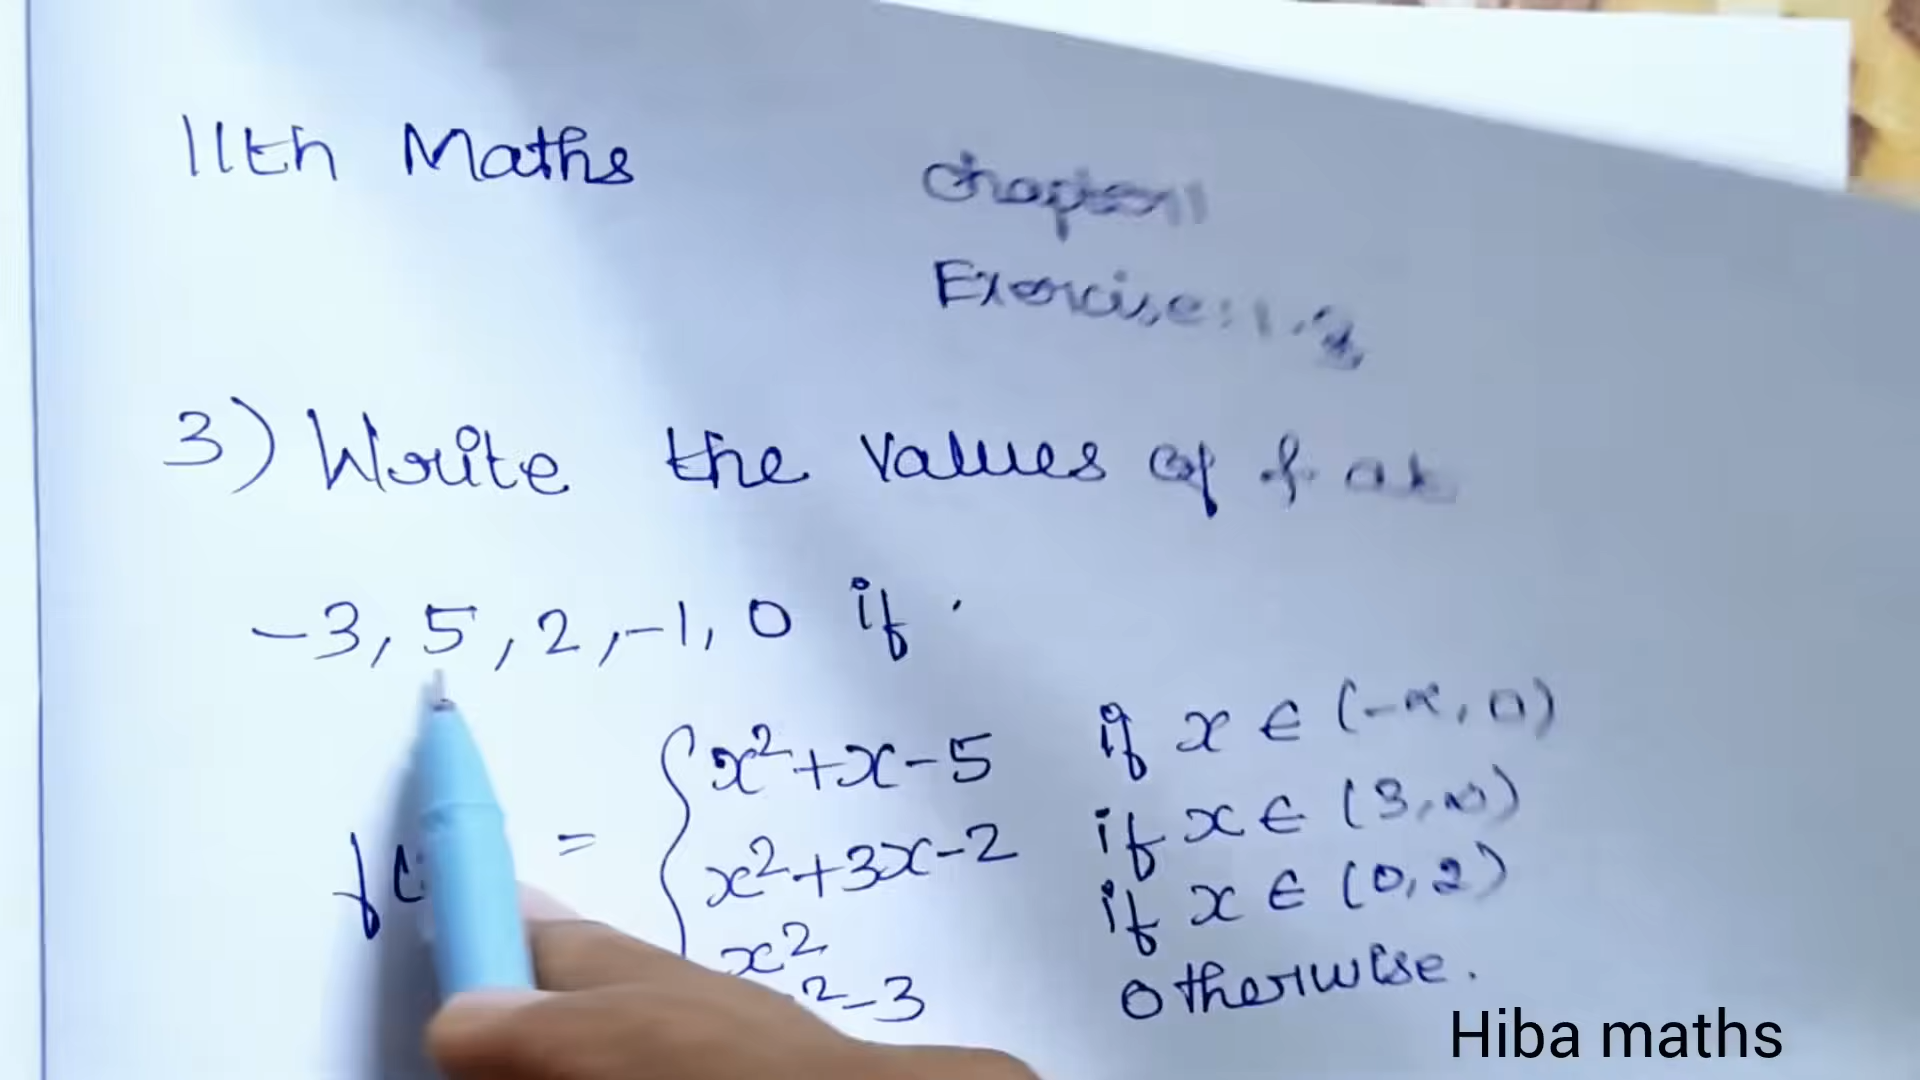 11th Maths
Chapter 1
Exercise: 1.3
3) Write the values of f at
-3, 5, 2, -1, 0 if
x²+x-5 if x ∈ (-∞, 0)
= x²+3x-2 if x ∈ (3, ∞)
x² if x ∈ (0, 2)
²-3 otherwise.
Hiba maths